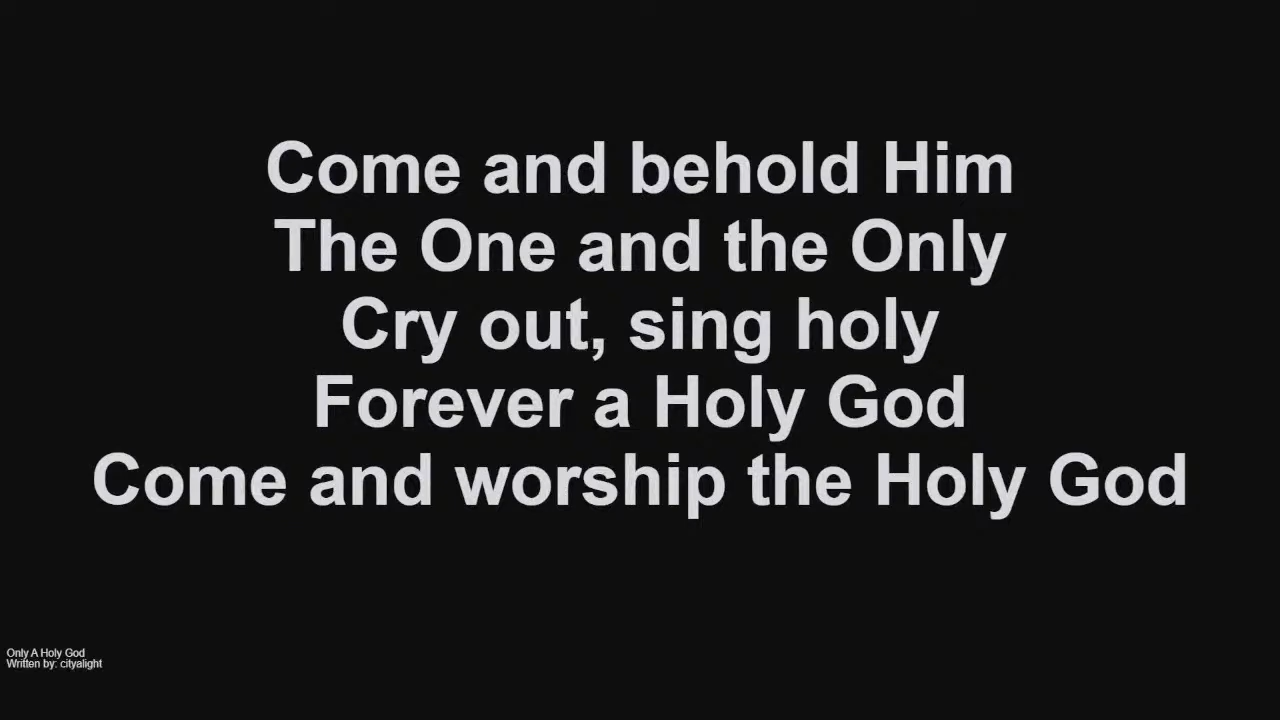 Come and behold Him
The One and the Only
Cry out, sing holy
Forever a Holy God
Come and worship the Holy God
Only A Holy God
Written by: cityalight